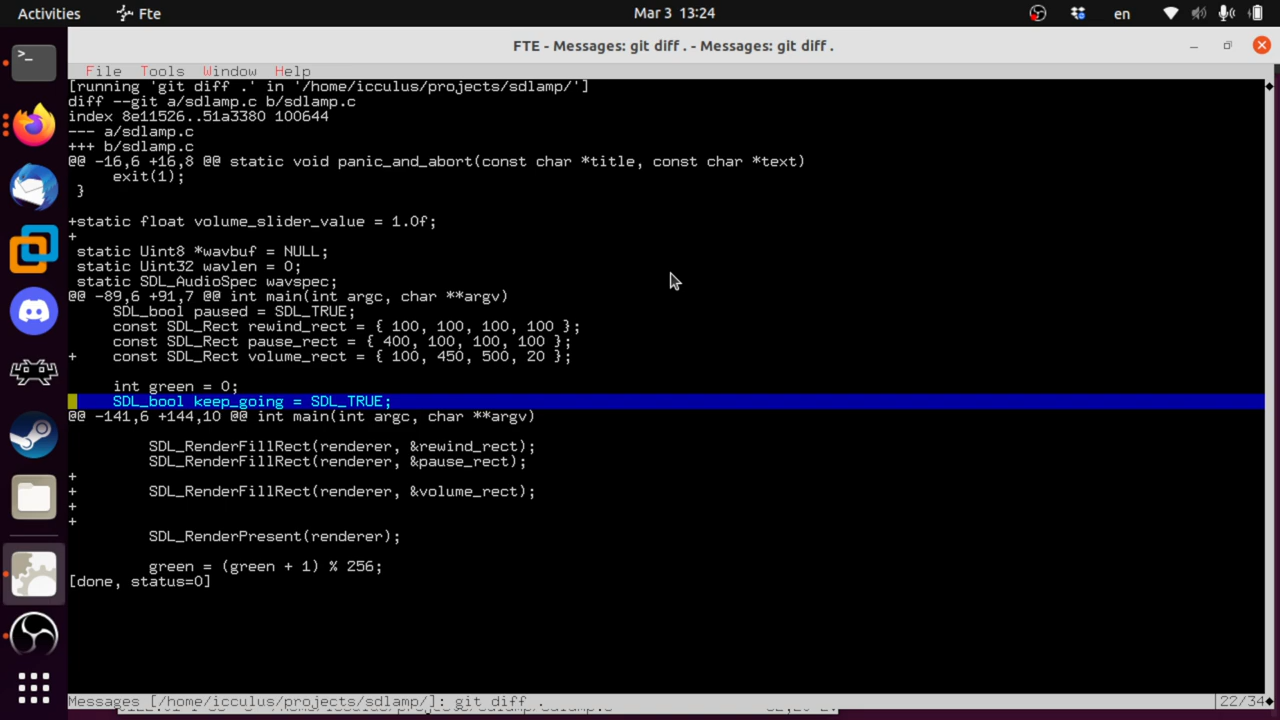 Activities Fte Mar 3 13:24 en
FTE - Messages: git diff . - Messages: git diff .
File Tools Window Help
[running 'git diff .' in '/home/icculus/projects/sdlamp/']
diff --git a/sdlamp.c b/sdlamp.c
index 8e11526..51a3380 100644
--- a/sdlamp.c
+++ b/sdlamp.c
@@ -16,6 +16,8 @@ static void panic_and_abort(const char *title, const char *text)
     exit(1);
 }

+static float volume_slider_value = 1.0f;
+
 static Uint8 *wavbuf = NULL;
 static Uint32 wavlen = 0;
 static SDL_AudioSpec wavspec;
@@ -89,6 +91,7 @@ int main(int argc, char **argv)
     SDL_bool paused = SDL_TRUE;
     const SDL_Rect rewind_rect = { 100, 100, 100, 100 };
     const SDL_Rect pause_rect = { 400, 100, 100, 100 };
+    const SDL_Rect volume_rect = { 100, 450, 500, 20 };

     int green = 0;
     SDL_bool keep_going = SDL_TRUE;
@@ -141,6 +144,10 @@ int main(int argc, char **argv)

         SDL_RenderFillRect(renderer, &rewind_rect);
         SDL_RenderFillRect(renderer, &pause_rect);
+
+        SDL_RenderFillRect(renderer, &volume_rect);
+
+
         SDL_RenderPresent(renderer);

         green = (green + 1) % 256;
[done, status=0]
Messages [/home/icculus/projects/sdlamp/]: git diff . 22/34